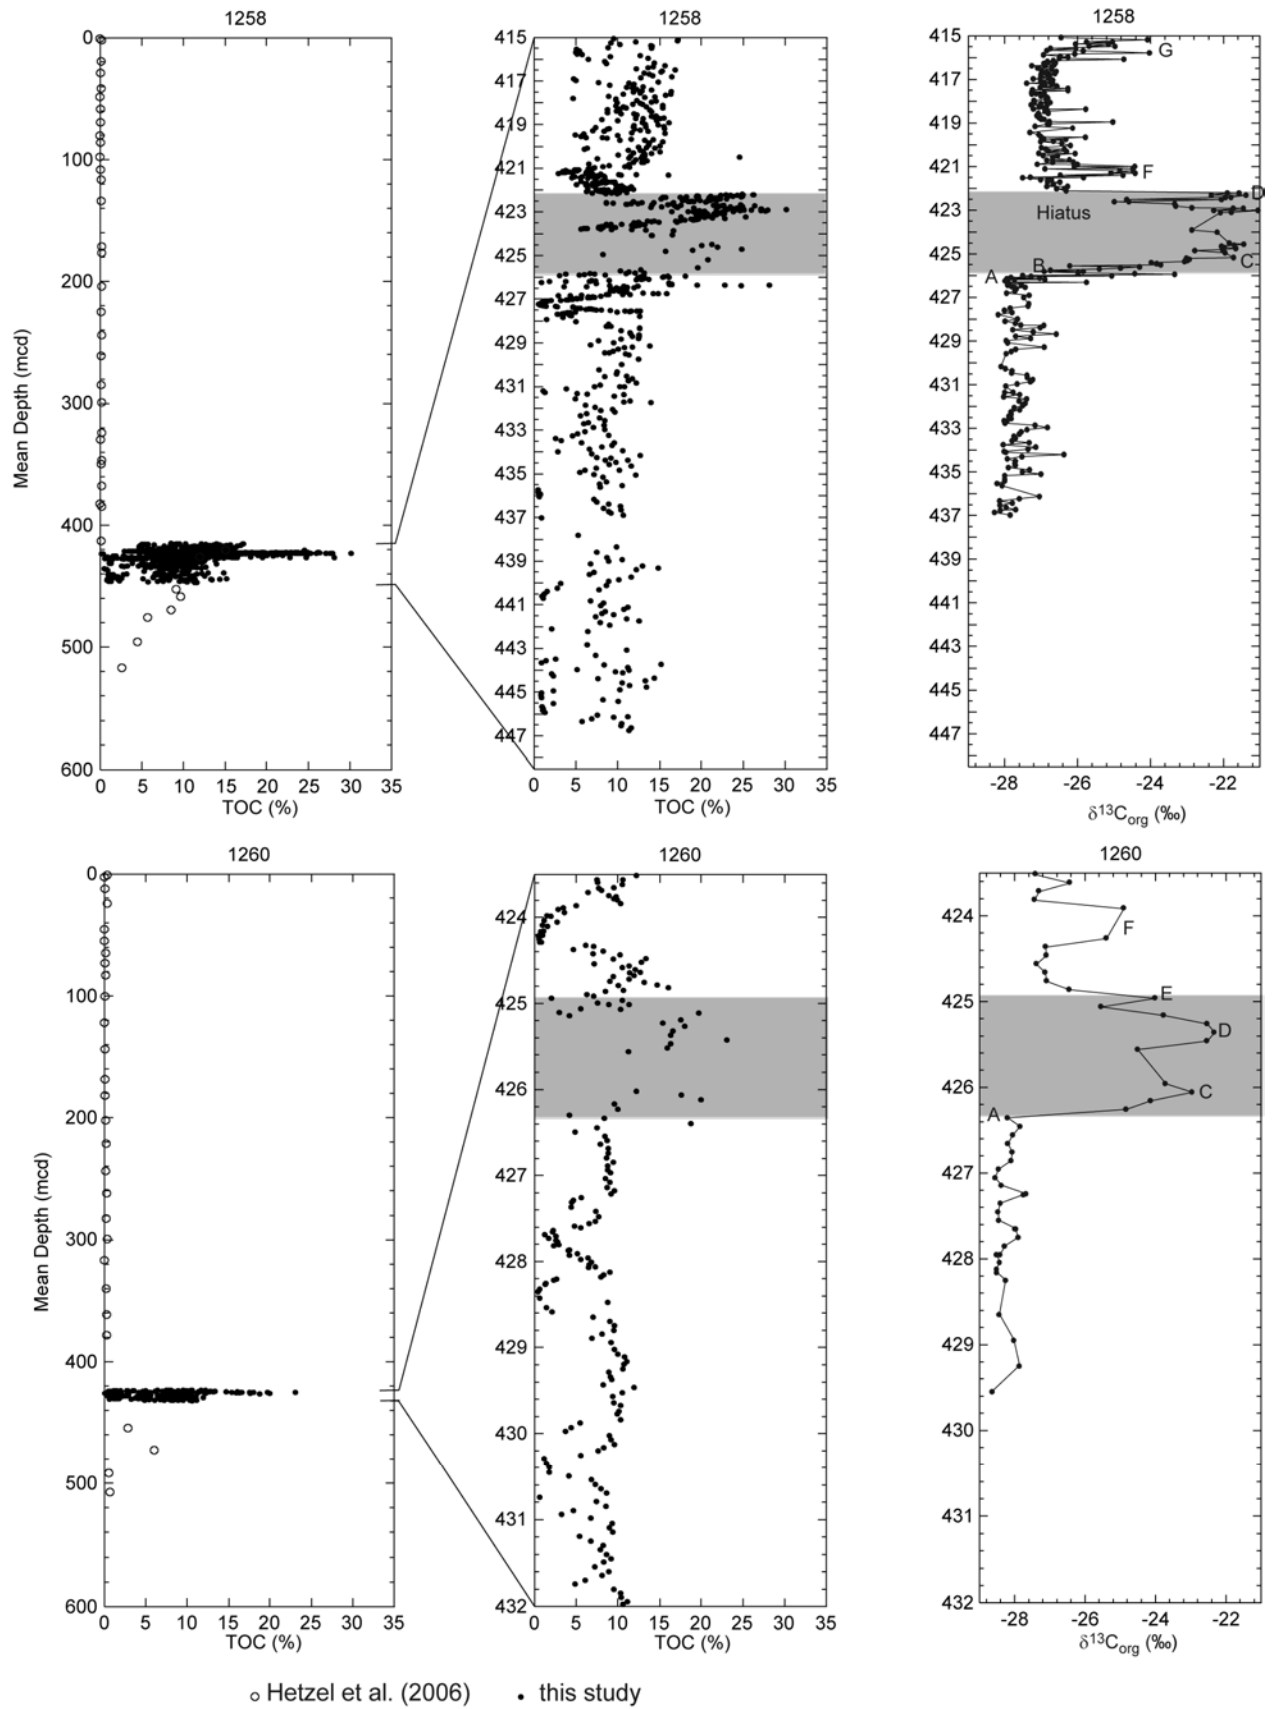 1258
0
100
200
300
400
500
600
Mean Depth (mcd)
0 5 10 15 20 25 30 35
TOC (%)
1258
415
417
419
421
423
425
427
429
431
433
435
437
439
441
443
445
447
0 5 10 15 20 25 30 35
TOC (%)
1258
415
417
419
421
423
425
427
429
431
433
435
437
439
441
443
445
447
G
F
D
Hiatus
B
C
A
-28 -26 -24 -22
δ¹³C_org (‰)
1260
0
100
200
300
400
500
600
Mean Depth (mcd)
0 5 10 15 20 25 30 35
TOC (%)
1260
424
425
426
427
428
429
430
431
432
0 5 10 15 20 25 30 35
TOC (%)
1260
424
425
426
427
428
429
430
431
432
F
E
D
C
A
-28 -26 -24 -22
δ¹³C_org (‰)
Hetzel et al. (2006) this study